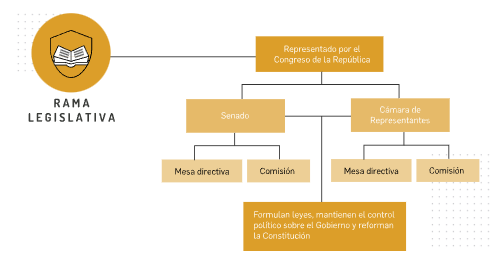 RAMA
LEGISLATIVA
Representado por el
Congreso de la República
Senado
Cámara de
Representantes
Mesa directiva
Comisión
Mesa directiva
Comisión
Formulan leyes, mantienen el control
político sobre el Gobierno y reforman
la Constitución